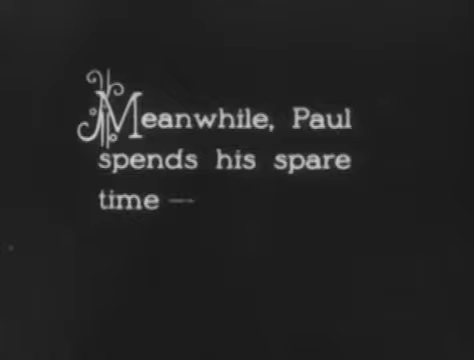 Meanwhile, Paul
spends his spare
time —